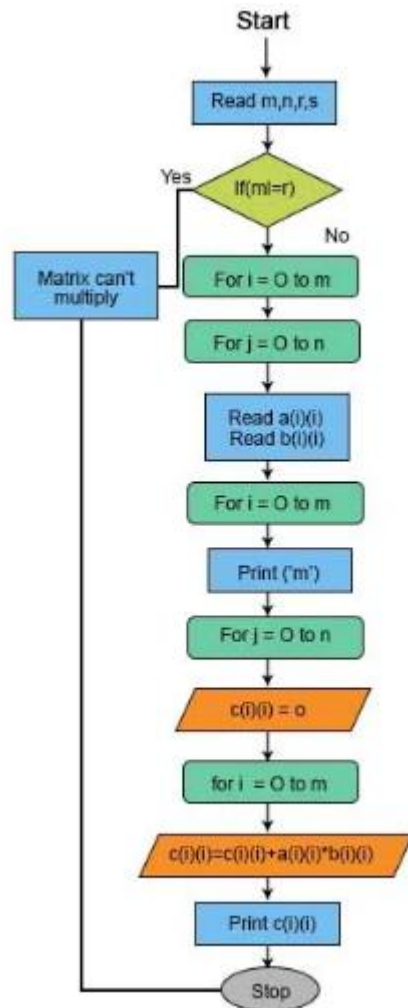 Start
Read m,n,r,s
Yes
If(m!=r)
No
Matrix can't
multiply
For i = O to m
For j = O to n
Read a(i)(i)
Read b(i)(i)
For i = O to m
Print ('m')
For j = O to n
c(i)(i) = o
for i = O to m
c(i)(i)=c(i)(i)+a(i)(i)*b(i)(i)
Print c(i)(i)
Stop